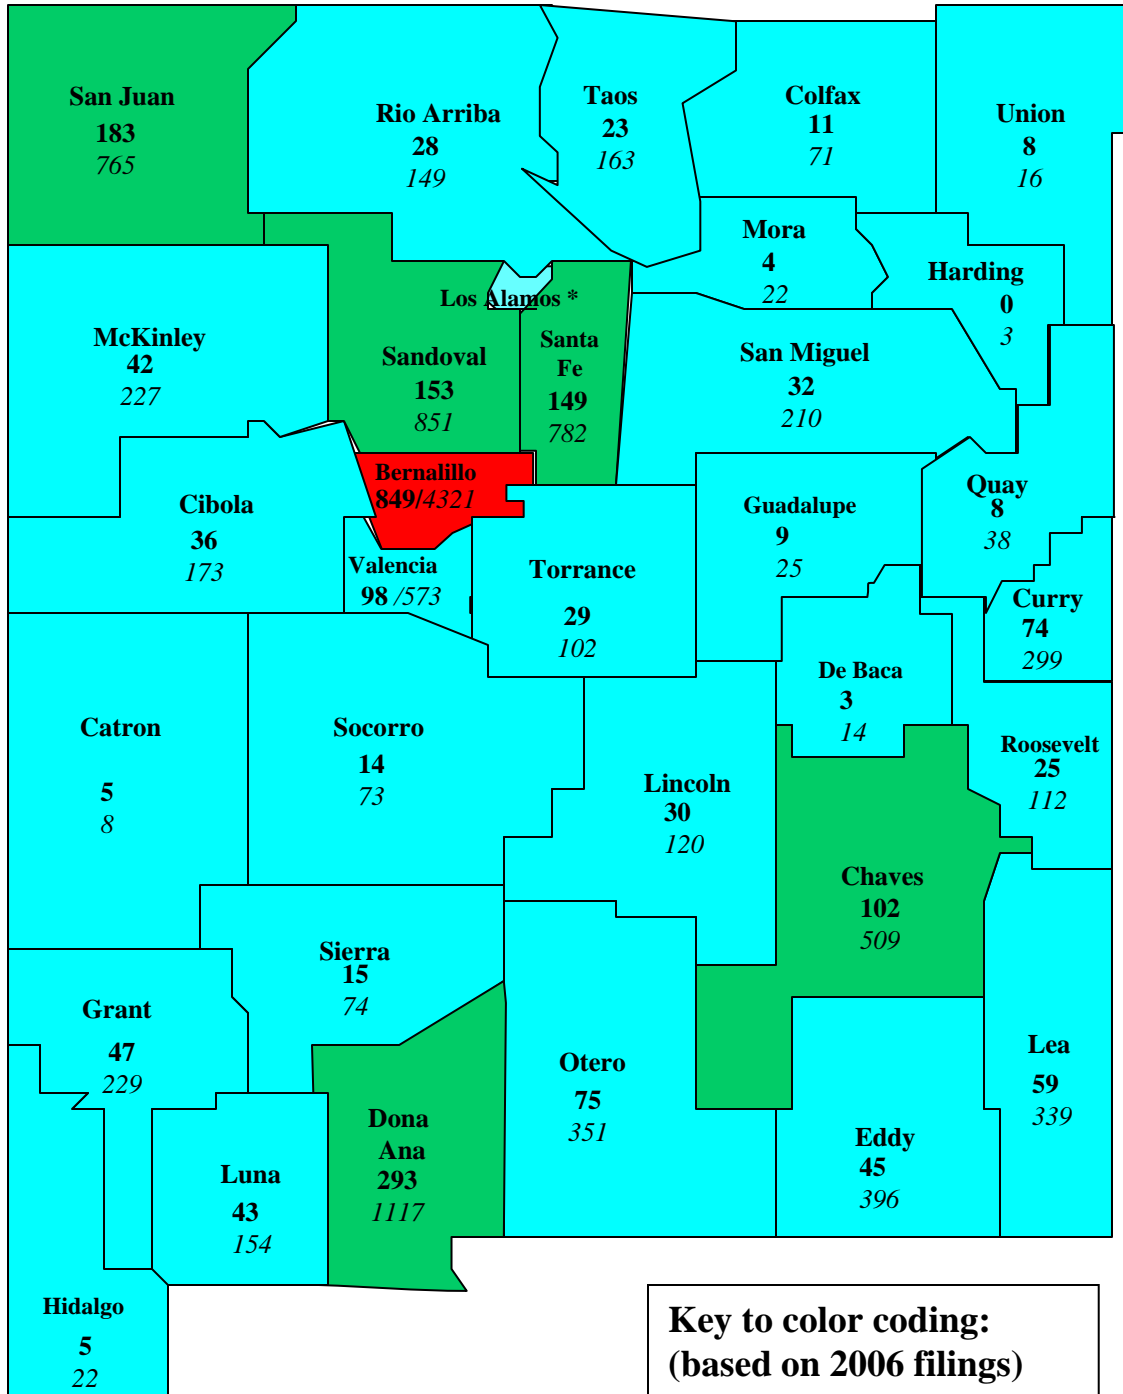 San Juan
183
765
Rio Arriba
28
149
Taos
23
163
Colfax
11
71
Union
8
16
Mora
4
22
Harding
0
3
Los Alamos *
McKinley
42
227
Sandoval
153
851
Santa
Fe
149
782
San Miguel
32
210
Bernalillo
849/4321
Cibola
36
173
Valencia
98 /573
Torrance
29
102
Guadalupe
9
25
Quay
8
38
Curry
74
299
De Baca
3
14
Catron
5
8
Socorro
14
73
Lincoln
30
120
Roosevelt
25
112
Chaves
102
509
Sierra
15
74
Grant
47
229
Otero
75
351
Lea
59
339
Dona
Ana
293
1117
Luna
43
154
Eddy
45
396
Hidalgo
5
22
Key to color coding:
(based on 2006 filings)